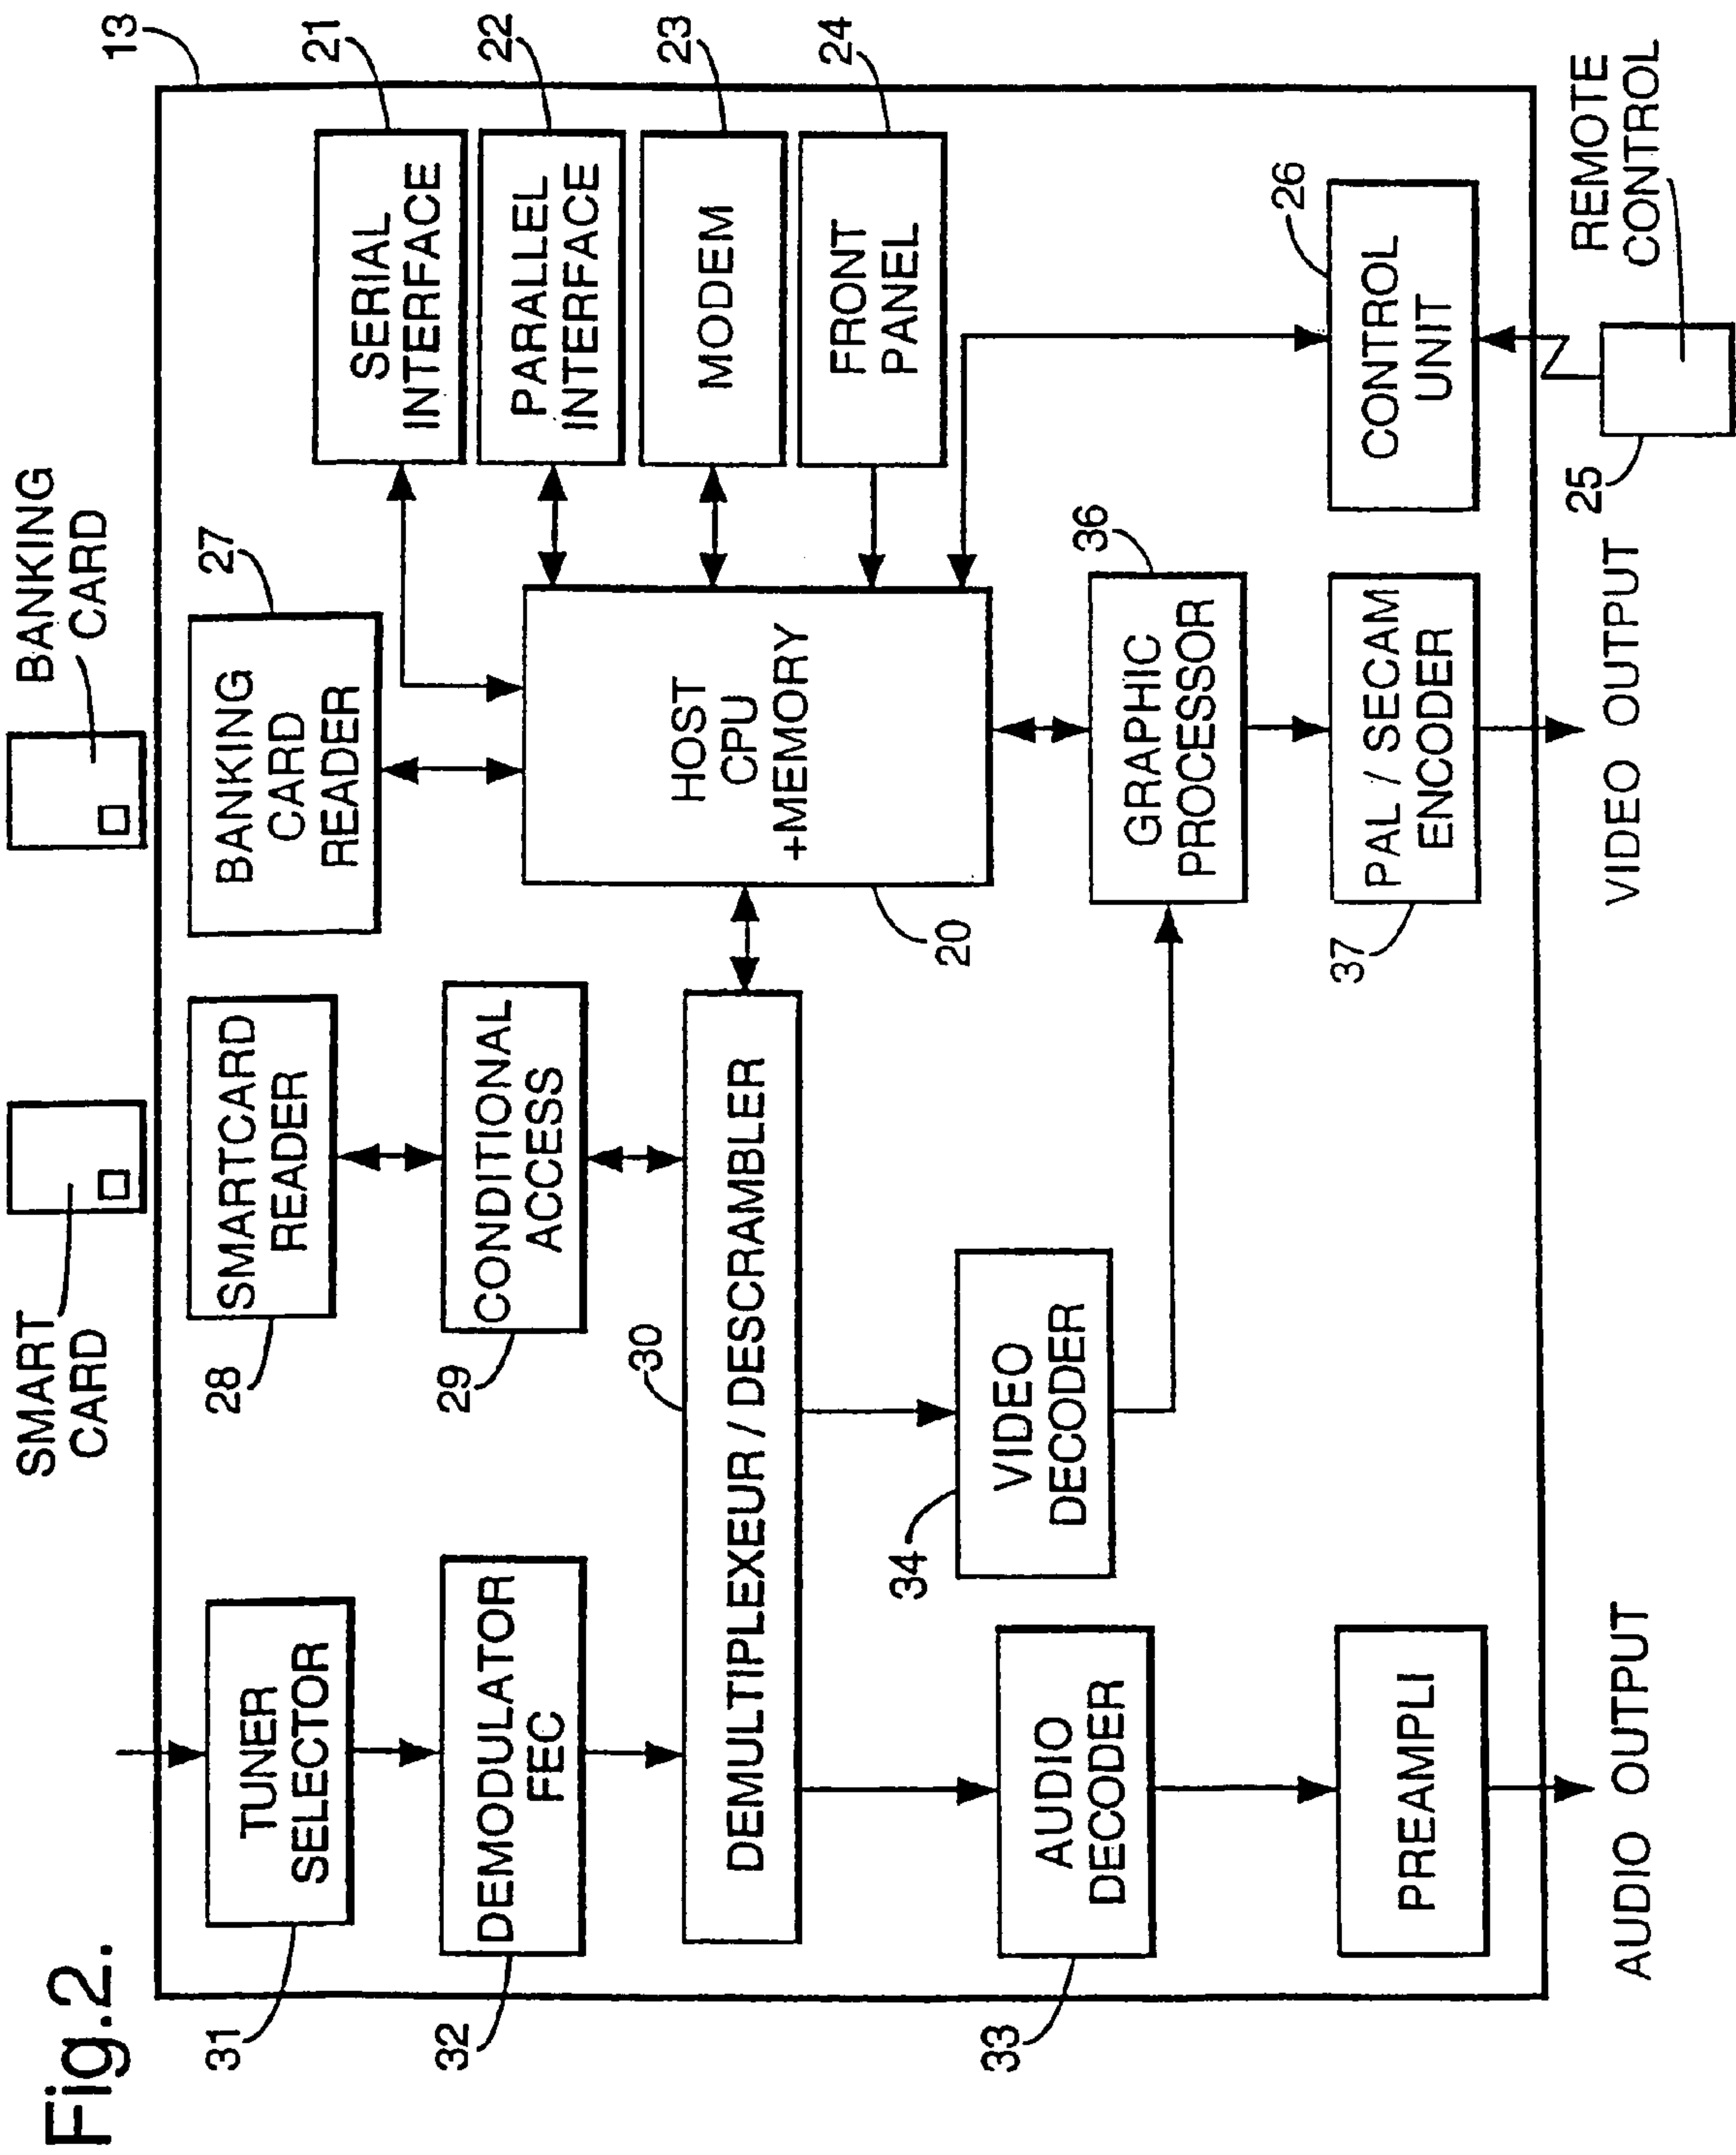 Fig.2.
SMART
CARD
BANKING
CARD
13
31
TUNER
SELECTOR
28
SMARTCARD
READER
27
BANKING
CARD
READER
21
SERIAL
INTERFACE
32
DEMODULATOR
FEC
29
CONDITIONAL
ACCESS
22
PARALLEL
INTERFACE
30
DEMULTIPLEXEUR / DESCRAMBLER
HOST
CPU
+MEMORY
20
23
MODEM
24
FRONT
PANEL
34
VIDEO
DECODER
33
AUDIO
DECODER
36
GRAPHIC
PROCESSOR
26
CONTROL
UNIT
PREAMPLI
37
PAL / SECAM
ENCODER
25
REMOTE
CONTROL
AUDIO OUTPUT
VIDEO OUTPUT